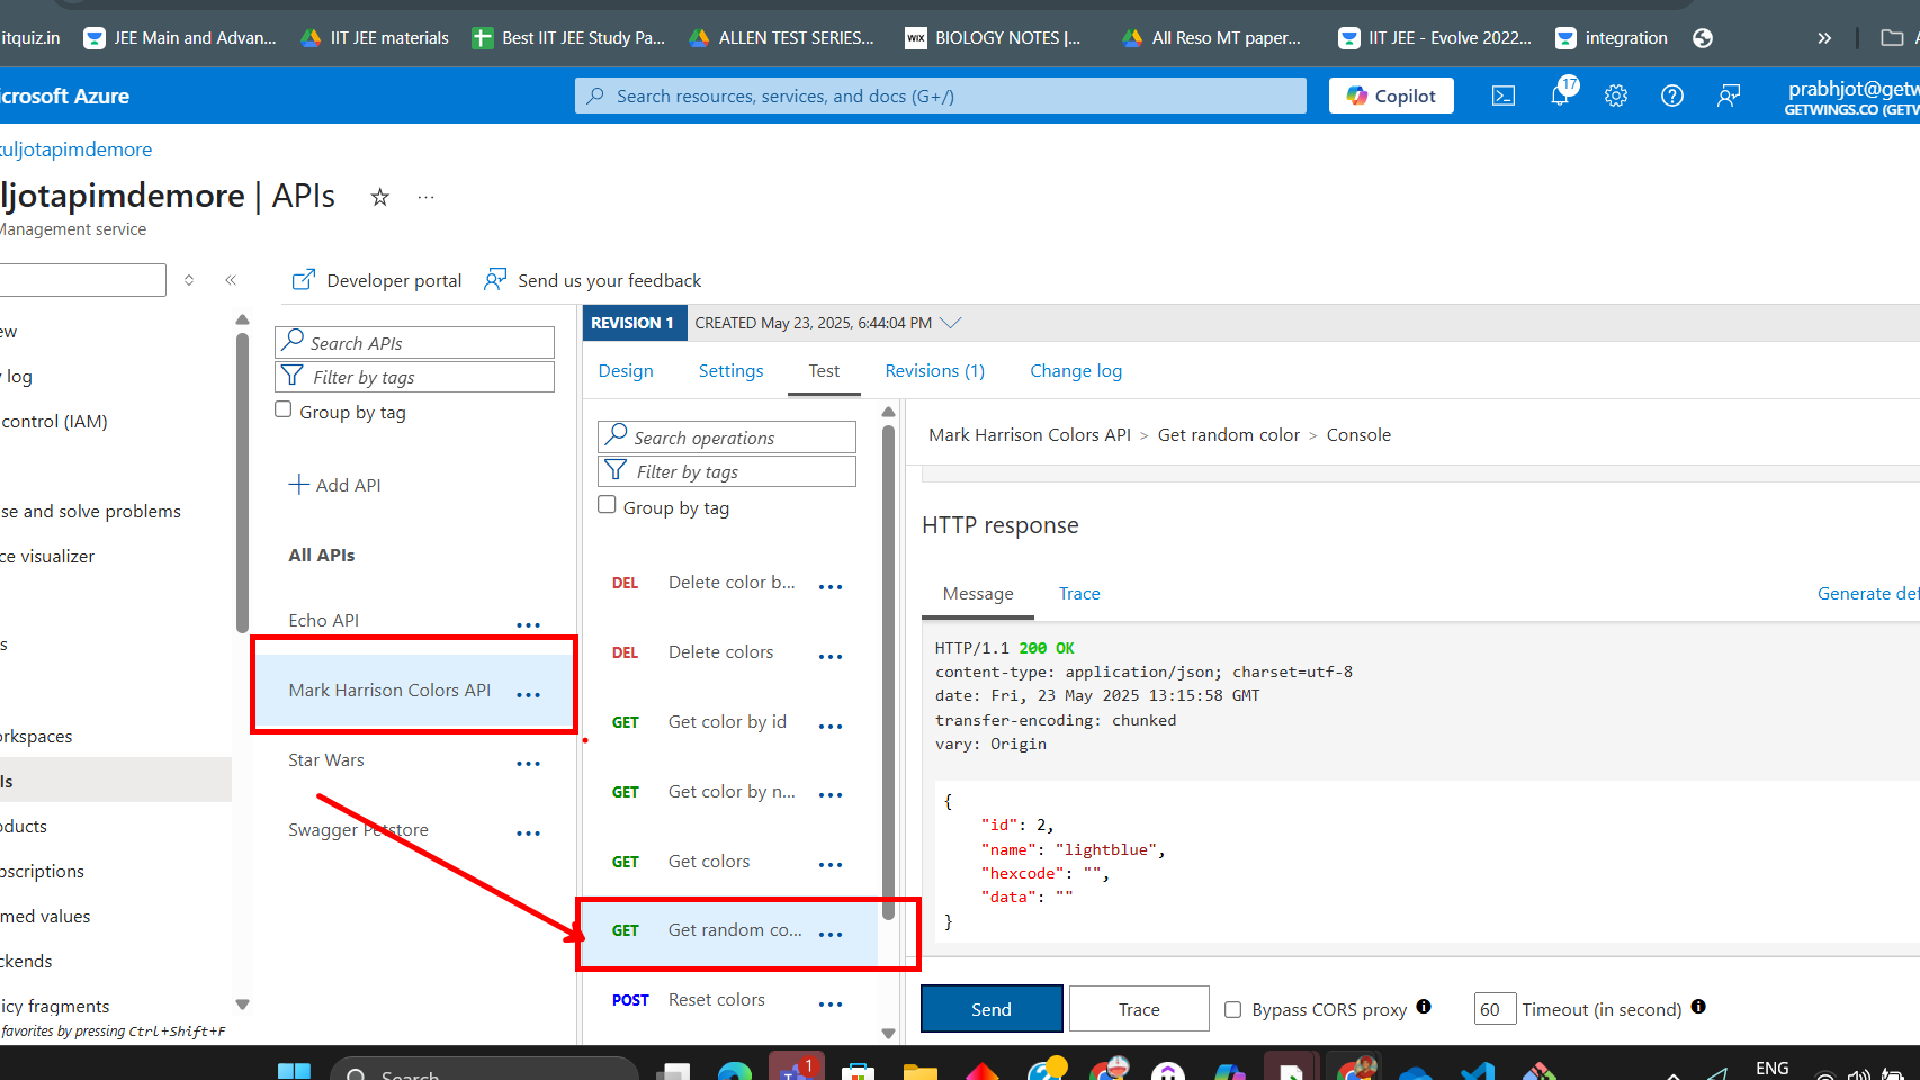 itquiz.in
JEE Main and Advan...
IIT JEE materials
Best IIT JEE Study Pa...
ALLEN TEST SERIES...
WIX
BIOLOGY NOTES |...
All Reso MT paper...
IIT JEE - Evolve 2022...
integration
»
icrosoft Azure
Search resources, services, and docs (G+/)
Copilot
17
prabhjot@getw
GETWINGS.CO (GETW
kuljotapimdemore
ljotapimdemore | APIs
Management service
Developer portal
Send us your feedback
ew
y log
control (IAM)
se and solve problems
ce visualizer
s
orkspaces
Is
oducts
bscriptions
med values
ckends
icy fragments
favorites by pressing Ctrl+Shift+F
Search APIs
Filter by tags
Group by tag
Add API
All APIs
Echo API
Mark Harrison Colors API
Star Wars
Swagger Petstore
REVISION 1
CREATED May 23, 2025, 6:44:04 PM
Design
Settings
Test
Revisions (1)
Change log
Search operations
Filter by tags
Group by tag
DEL Delete color b...
DEL Delete colors
GET Get color by id
GET Get color by n...
GET Get colors
GET Get random co...
POST Reset colors
Mark Harrison Colors API > Get random color > Console
HTTP response
Message
Trace
Generate def
HTTP/1.1 200 OK
content-type: application/json; charset=utf-8
date: Fri, 23 May 2025 13:15:58 GMT
transfer-encoding: chunked
vary: Origin
{
"id": 2,
"name": "lightblue",
"hexcode": "",
"data": ""
}
Send
Trace
Bypass CORS proxy
60
Timeout (in second)
Search
1
ENG